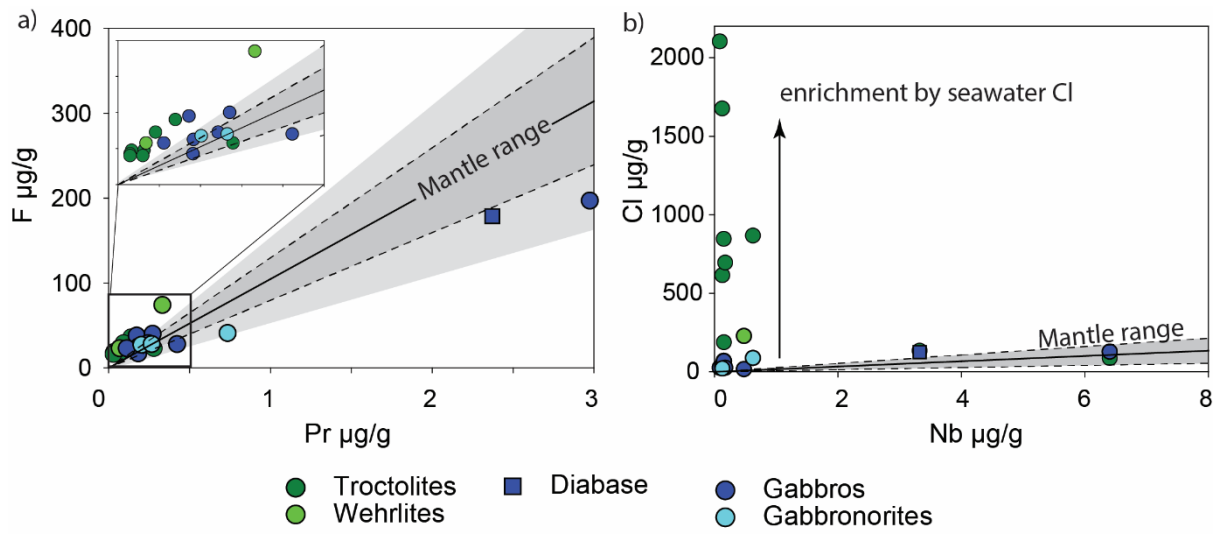 a)
400
300
200
100
0
F µg/g
Mantle range
0
1
2
3
Pr µg/g
b)
2000
1500
1000
500
0
Cl µg/g
enrichment by seawater Cl
Mantle range
0
2
4
6
8
Nb µg/g
Troctolites
Diabase
Gabbros
Wehrlites
Gabbronorites